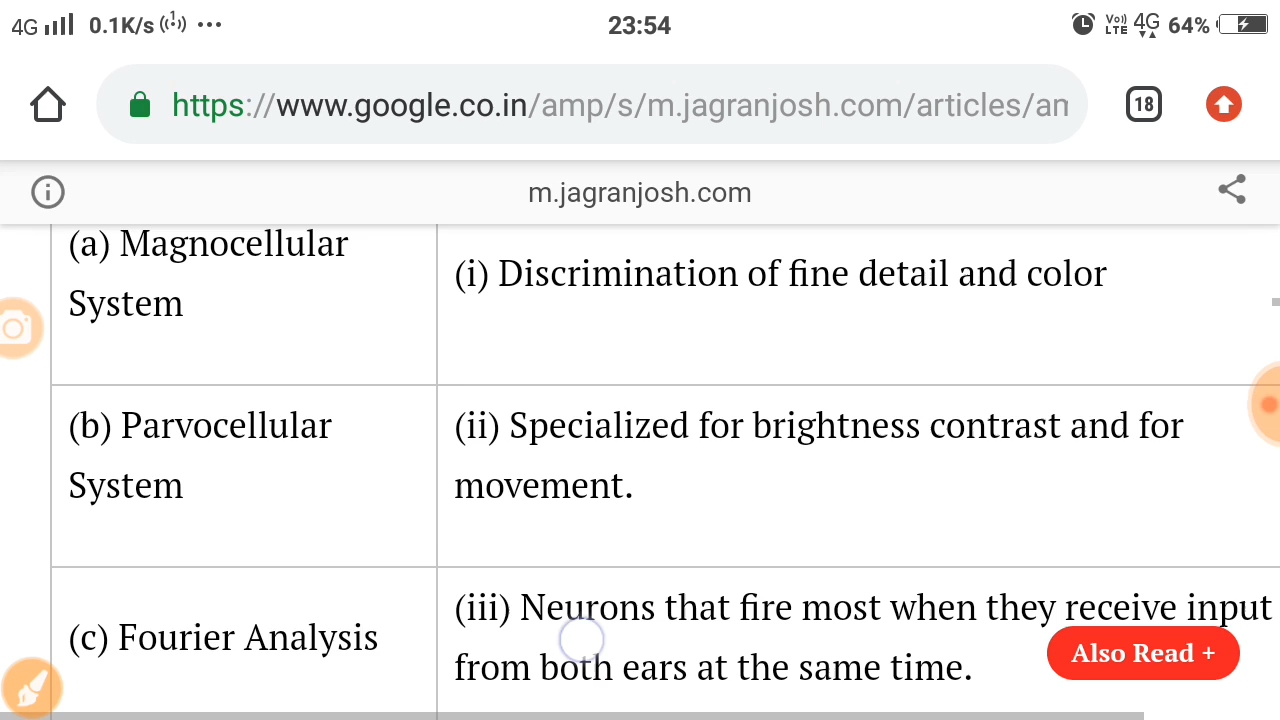 4G 0.1K/s 23:54 Vo)) LTE 4G 64%
https://www.google.co.in/amp/s/m.jagranjosh.com/articles/an 18
m.jagranjosh.com
(a) Magnocellular
System
(i) Discrimination of fine detail and color
(b) Parvocellular
System
(ii) Specialized for brightness contrast and for
movement.
(c) Fourier Analysis
(iii) Neurons that fire most when they receive input
from both ears at the same time.
Also Read +